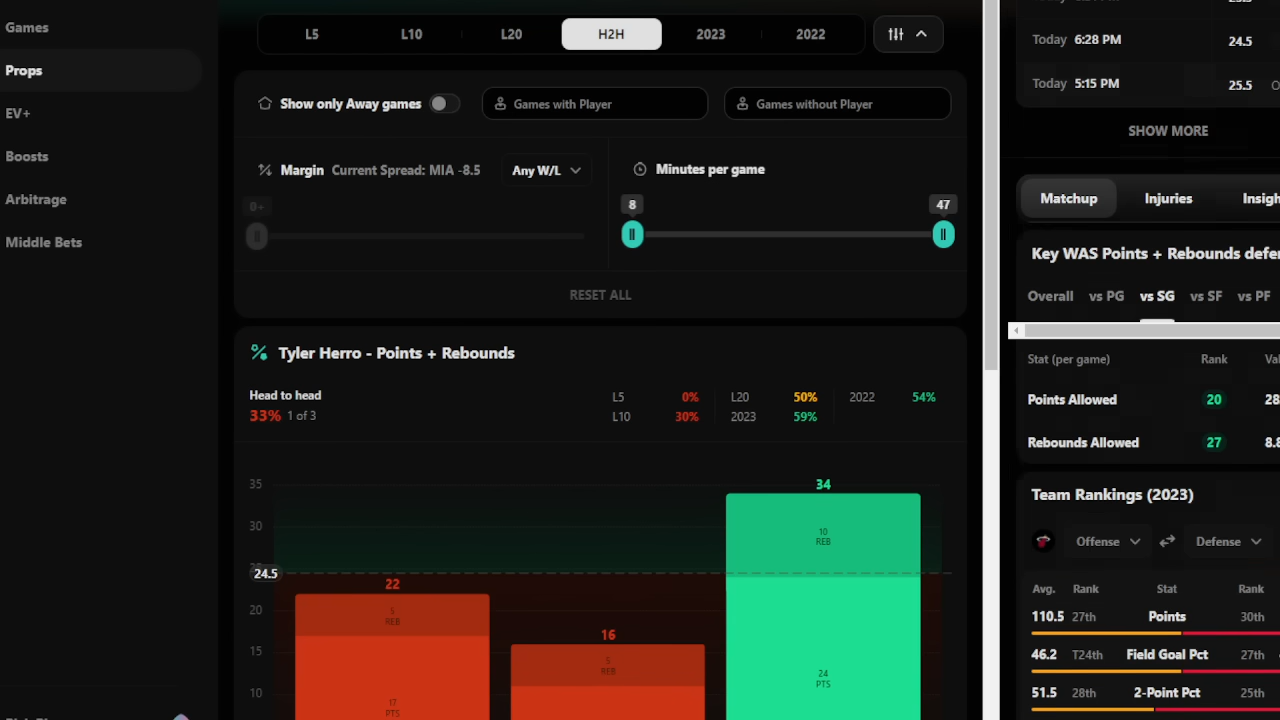 Games
Props
EV+
Boosts
Arbitrage
Middle Bets
L5 L10 L20 H2H 2023 2022
Show only Away games
Games with Player
Games without Player
Margin Current Spread: MIA -8.5
Any W/L
0+
Minutes per game
8 47
RESET ALL
Tyler Herro - Points + Rebounds
Head to head
33% 1 of 3
L5 0% L20 50% 2022 54%
L10 30% 2023 59%
35
30
24.5
20
15
10
22
5
REB
17
PTS
16
5
REB
34
10
REB
24
PTS
Today 6:28 PM 24.5
Today 5:15 PM 25.5
SHOW MORE
Matchup Injuries Insigh
Key WAS Points + Rebounds defe
Overall vs PG vs SG vs SF vs PF
Stat (per game) Rank Val
Points Allowed 20 28
Rebounds Allowed 27 8.8
Team Rankings (2023)
Offense Defense
Avg. Rank Stat Rank
110.5 27th Points 30th
46.2 T24th Field Goal Pct 27th
51.5 28th 2-Point Pct 25th